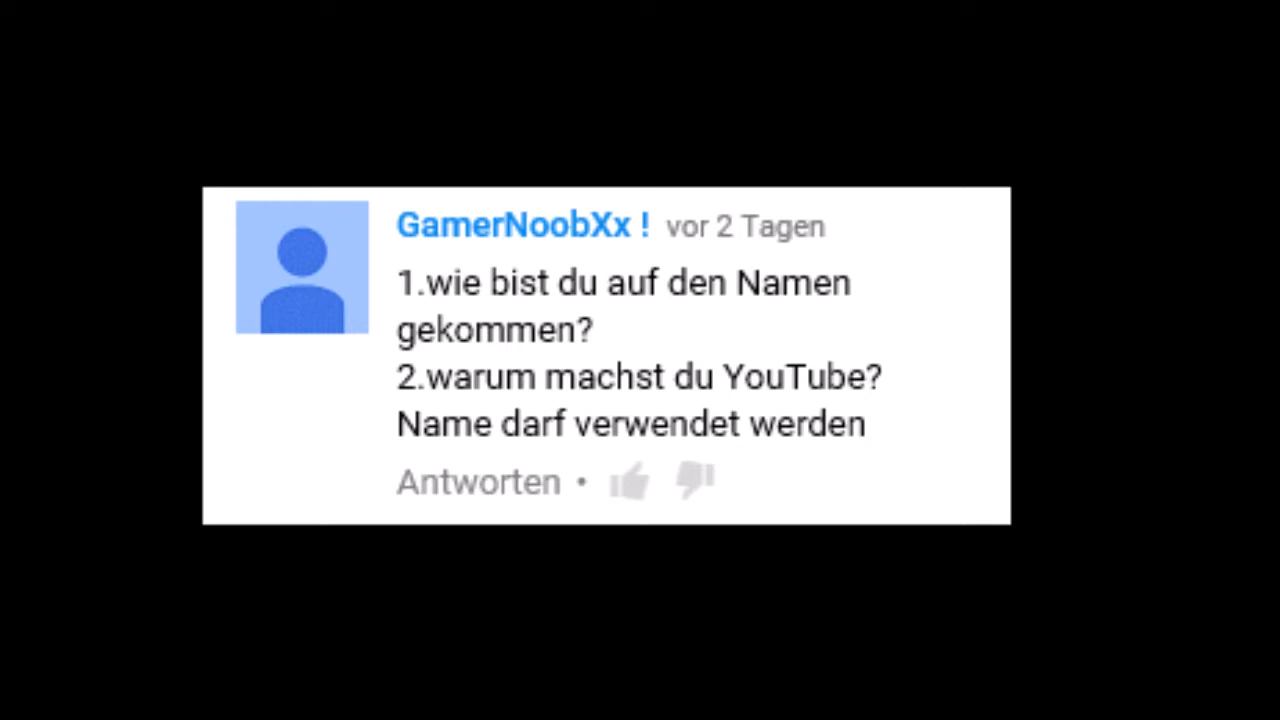 GamerNoobXx ! vor 2 Tagen
1.wie bist du auf den Namen
gekommen?
2.warum machst du YouTube?
Name darf verwendet werden
Antworten •